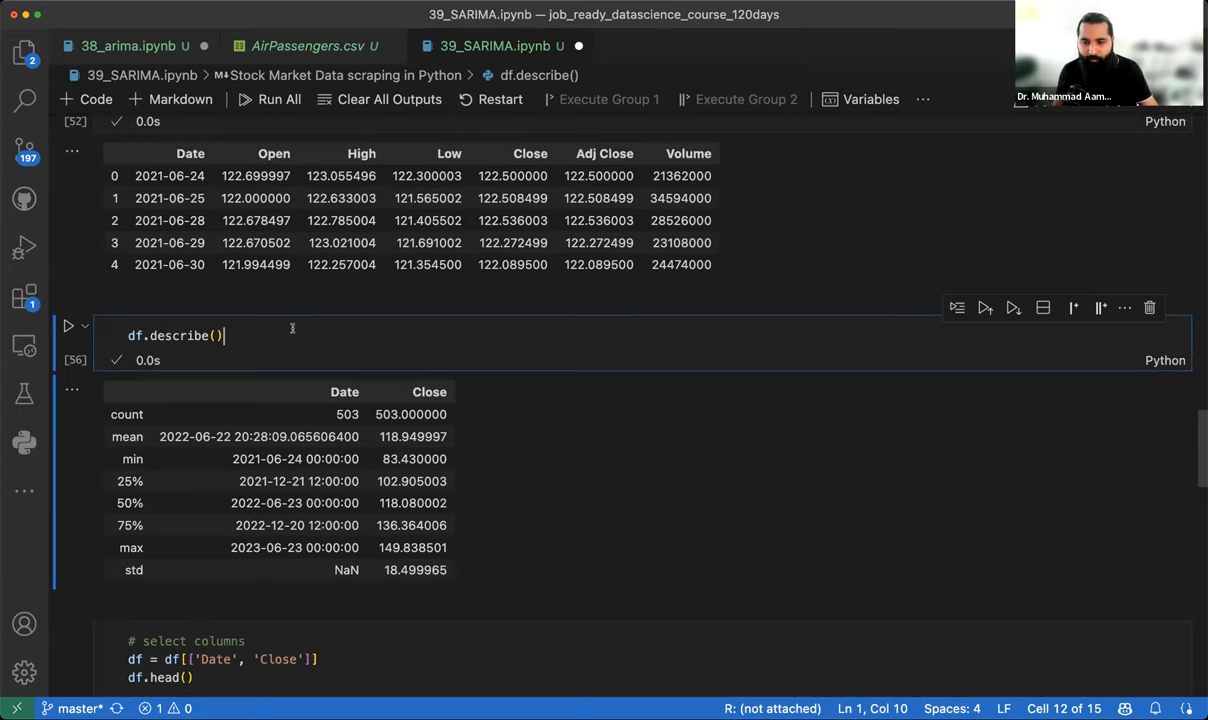 39_SARIMA.ipynb — job_ready_datascience_course_120days
38_arima.ipynb U
AirPassengers.csv U
39_SARIMA.ipynb U
39_SARIMA.ipynb > M↓ Stock Market Data scraping in Python > df.describe()
+ Code + Markdown Run All Clear All Outputs Restart Execute Group 1 Execute Group 2 Variables ...
Dr. Muhammad Aam...
2
197
1
[52] 0.0s Python
Date Open High Low Close Adj Close Volume
0 2021-06-24 122.699997 123.055496 122.300003 122.500000 122.500000 21362000
1 2021-06-25 122.000000 122.633003 121.565002 122.508499 122.508499 34594000
2 2021-06-28 122.678497 122.785004 121.405502 122.536003 122.536003 28526000
3 2021-06-29 122.670502 123.021004 121.691002 122.272499 122.272499 23108000
4 2021-06-30 121.994499 122.257004 121.354500 122.089500 122.089500 24474000
df.describe()
[56] 0.0s Python
Date Close
count 503 503.000000
mean 2022-06-22 20:28:09.065606400 118.949997
min 2021-06-24 00:00:00 83.430000
25% 2021-12-21 12:00:00 102.905003
50% 2022-06-23 00:00:00 118.080002
75% 2022-12-20 12:00:00 136.364006
max 2023-06-23 00:00:00 149.838501
std NaN 18.499965
# select columns
df = df[['Date', 'Close']]
df.head()
master* 1 0 R: (not attached) Ln 1, Col 10 Spaces: 4 LF Cell 12 of 15